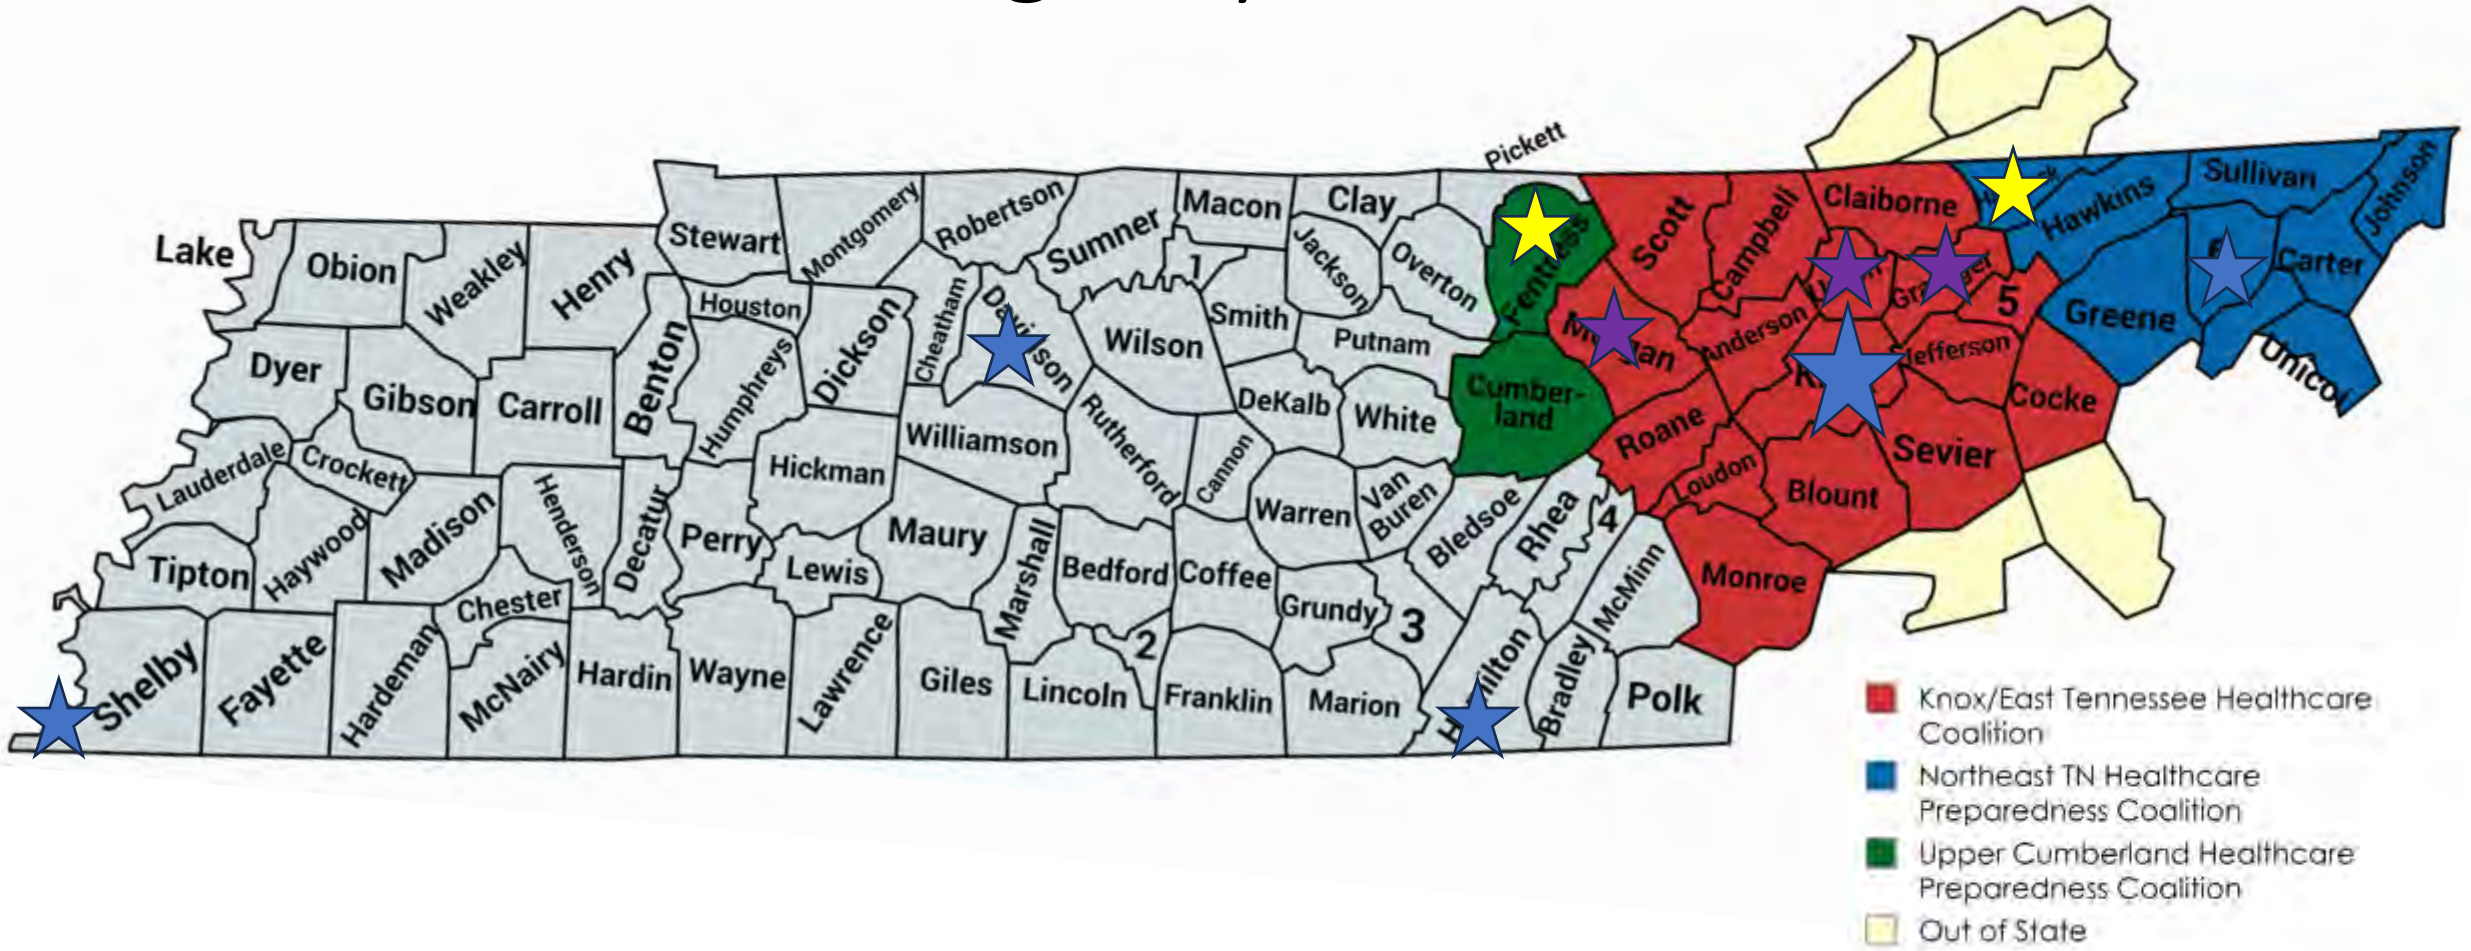 Pickett
Lake
Obion
Weakley
Henry
Stewart
Montgomery
Robertson
Sumner
Macon
Clay
Jackson
Overton
Fentress
Scott
Campbell
Claiborne
Hawkins
Sullivan
Johnson
Carter
Greene
Unicoi
1
5
Houston
Benton
Humphreys
Dickson
Cheatham
Davidson
Wilson
Smith
Putnam
Cumber-
land
Morgan
Anderson
Grainger
Jefferson
Cocke
Dyer
Gibson
Carroll
Williamson
Rutherford
Cannon
DeKalb
White
Roane
Loudon
Blount
Sevier
Lauderdale
Crockett
Haywood
Madison
Henderson
Decatur
Perry
Hickman
Lewis
Maury
Marshall
Bedford
Coffee
Warren
Van
Buren
Bledsoe
Rhea
4
McMinn
Monroe
Tipton
Chester
Grundy
3
2
Shelby
Fayette
Hardeman
McNairy
Hardin
Wayne
Lawrence
Giles
Lincoln
Franklin
Marion
Hamilton
Bradley
Polk
Knox/East Tennessee Healthcare
Coalition
Northeast TN Healthcare
Preparedness Coalition
Upper Cumberland Healthcare
Preparedness Coalition
Out of State